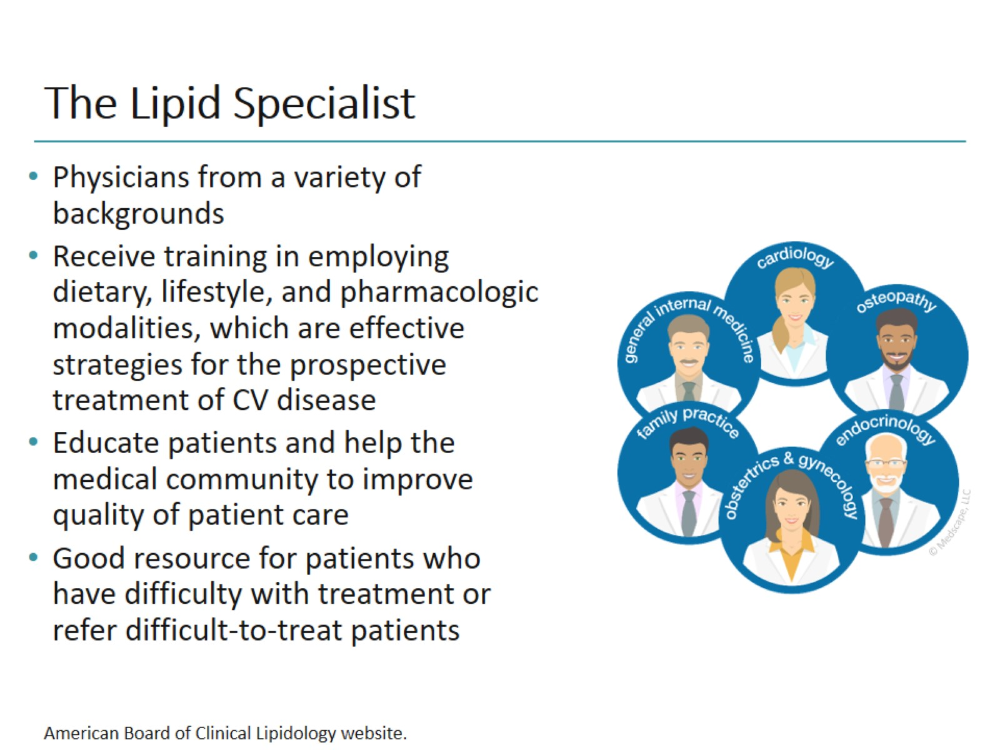 The Lipid Specialist
• Physicians from a variety of
backgrounds
• Receive training in employing
dietary, lifestyle, and pharmacologic
modalities, which are effective
strategies for the prospective
treatment of CV disease
• Educate patients and help the
medical community to improve
quality of patient care
• Good resource for patients who
have difficulty with treatment or
refer difficult-to-treat patients
cardiology
general internal medicine
osteopathy
family practice
endocrinology
obstertrics & gynecology
© Medscape, LLC
American Board of Clinical Lipidology website.